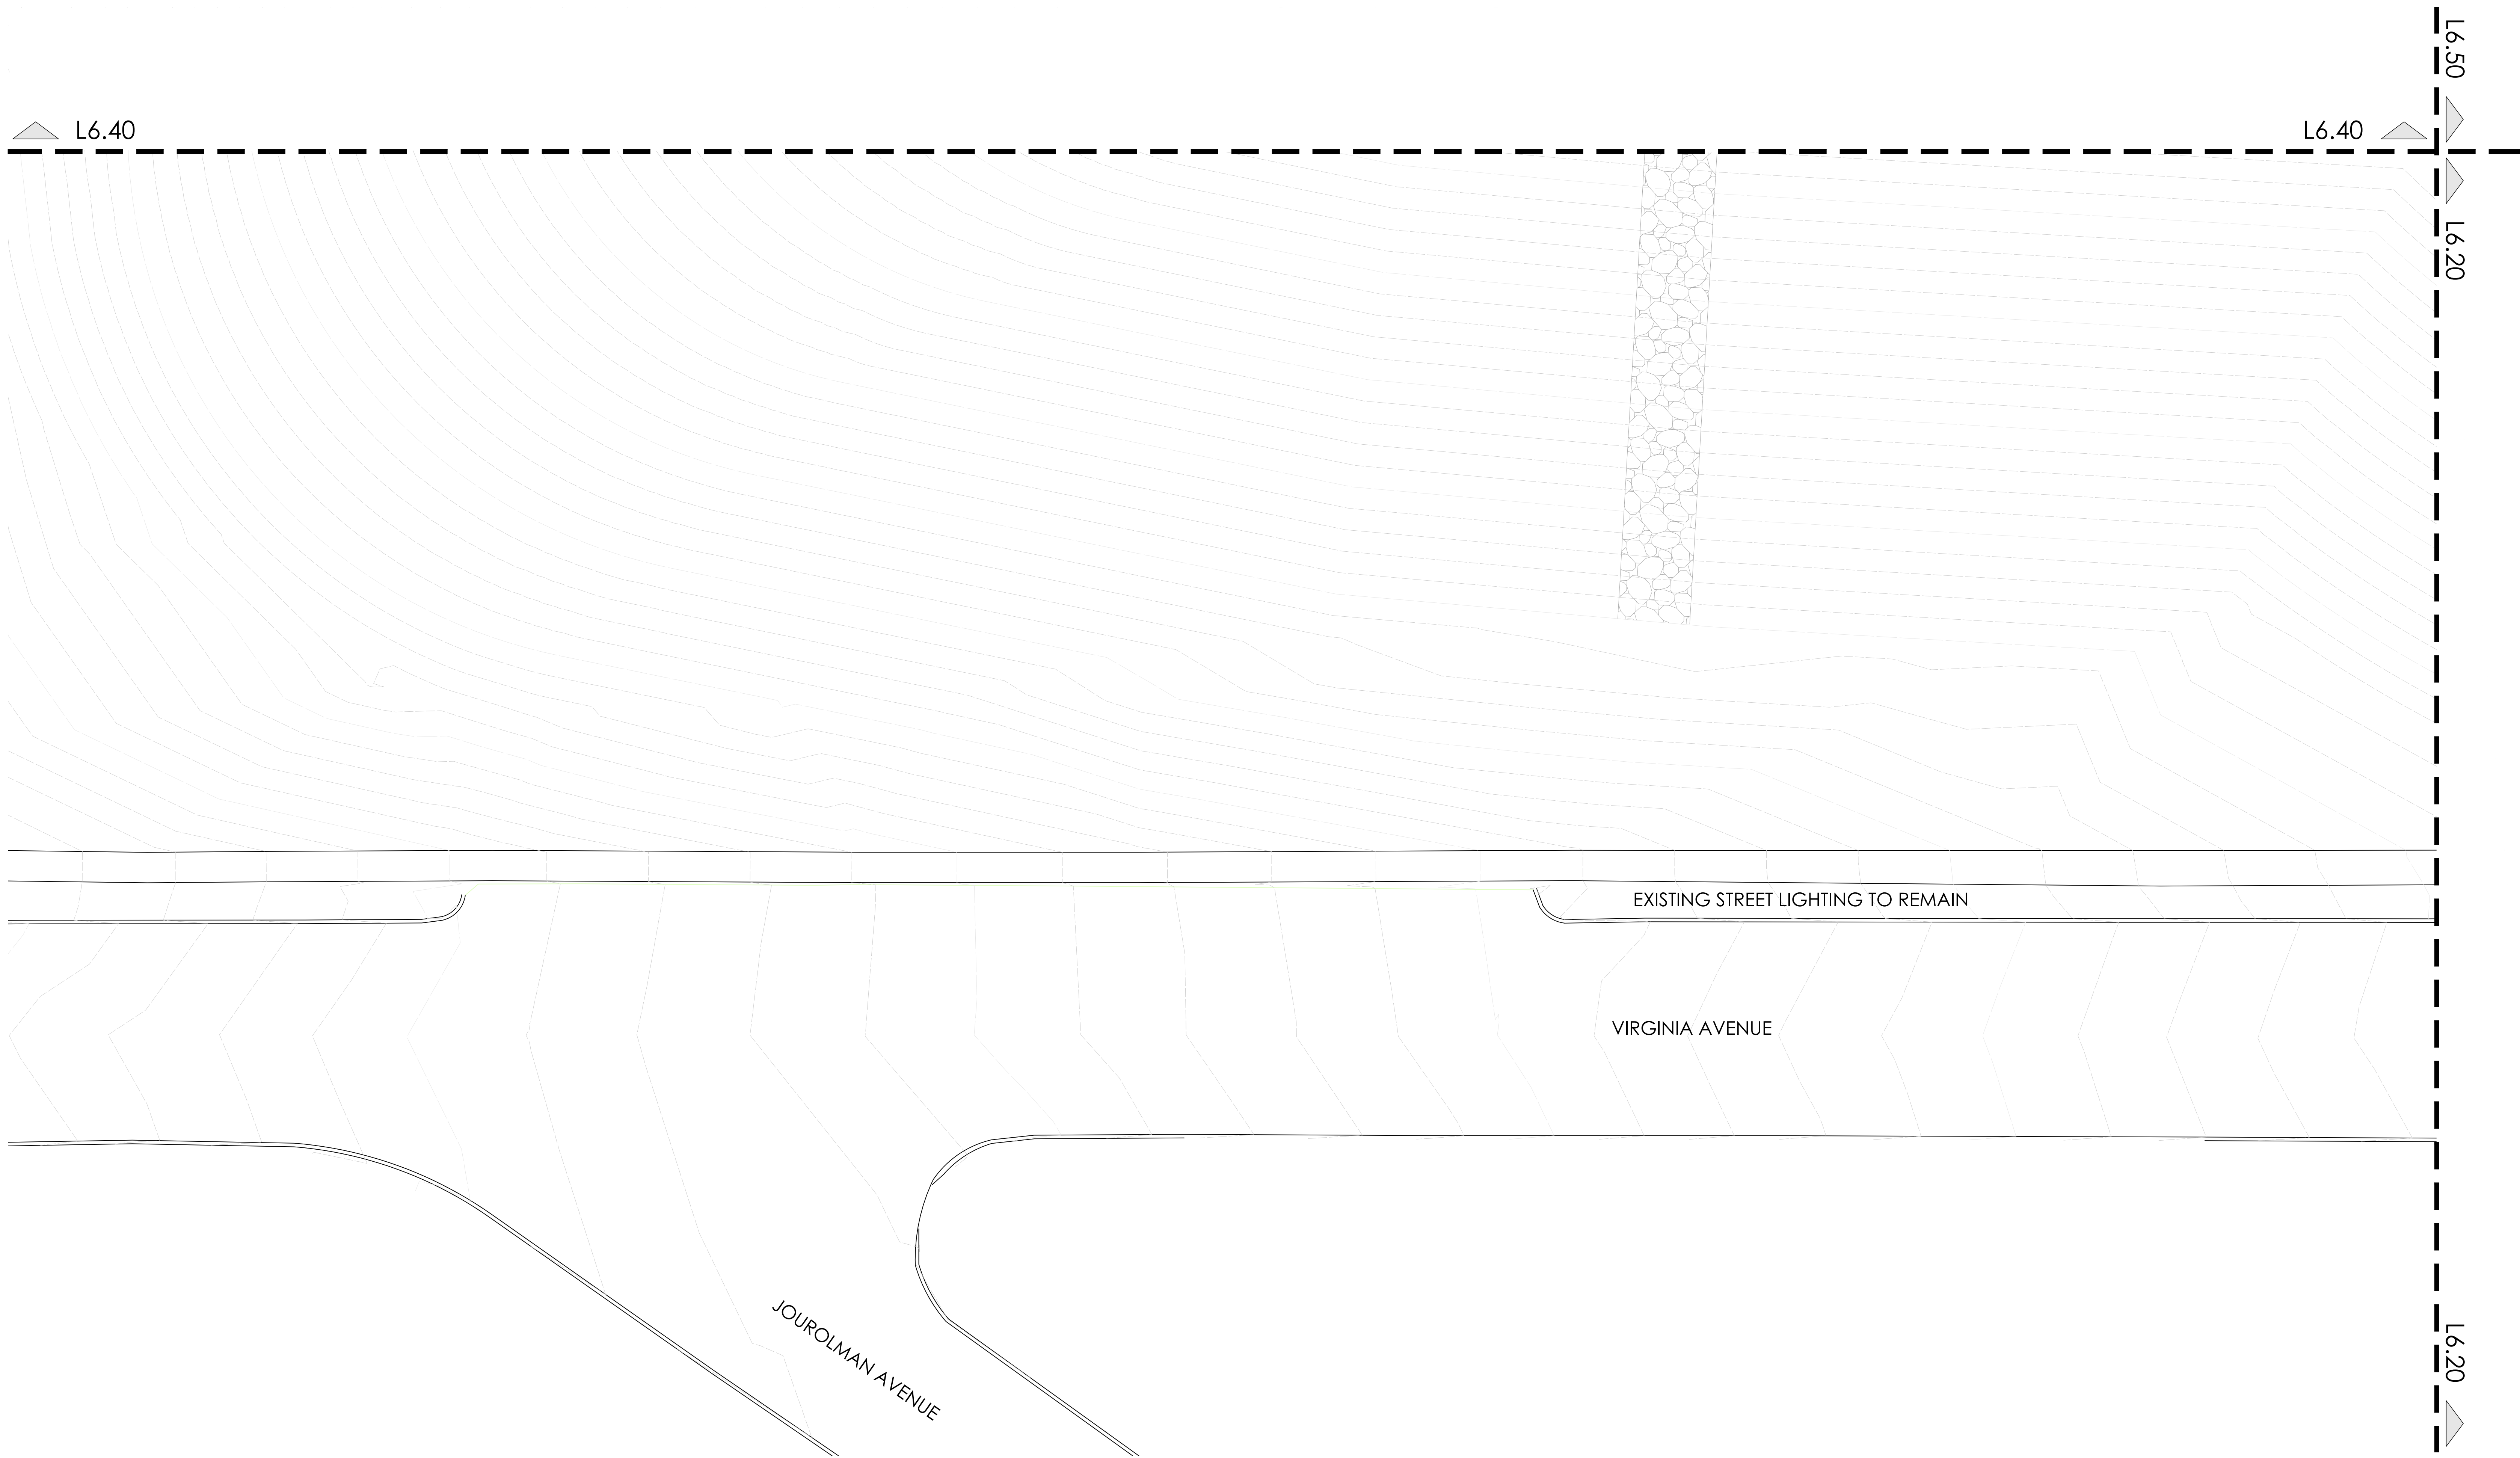 L6.50
L6.40
L6.40
L6.20
EXISTING STREET LIGHTING TO REMAIN
VIRGINIA AVENUE
JOUROLMAN AVENUE
L6.20